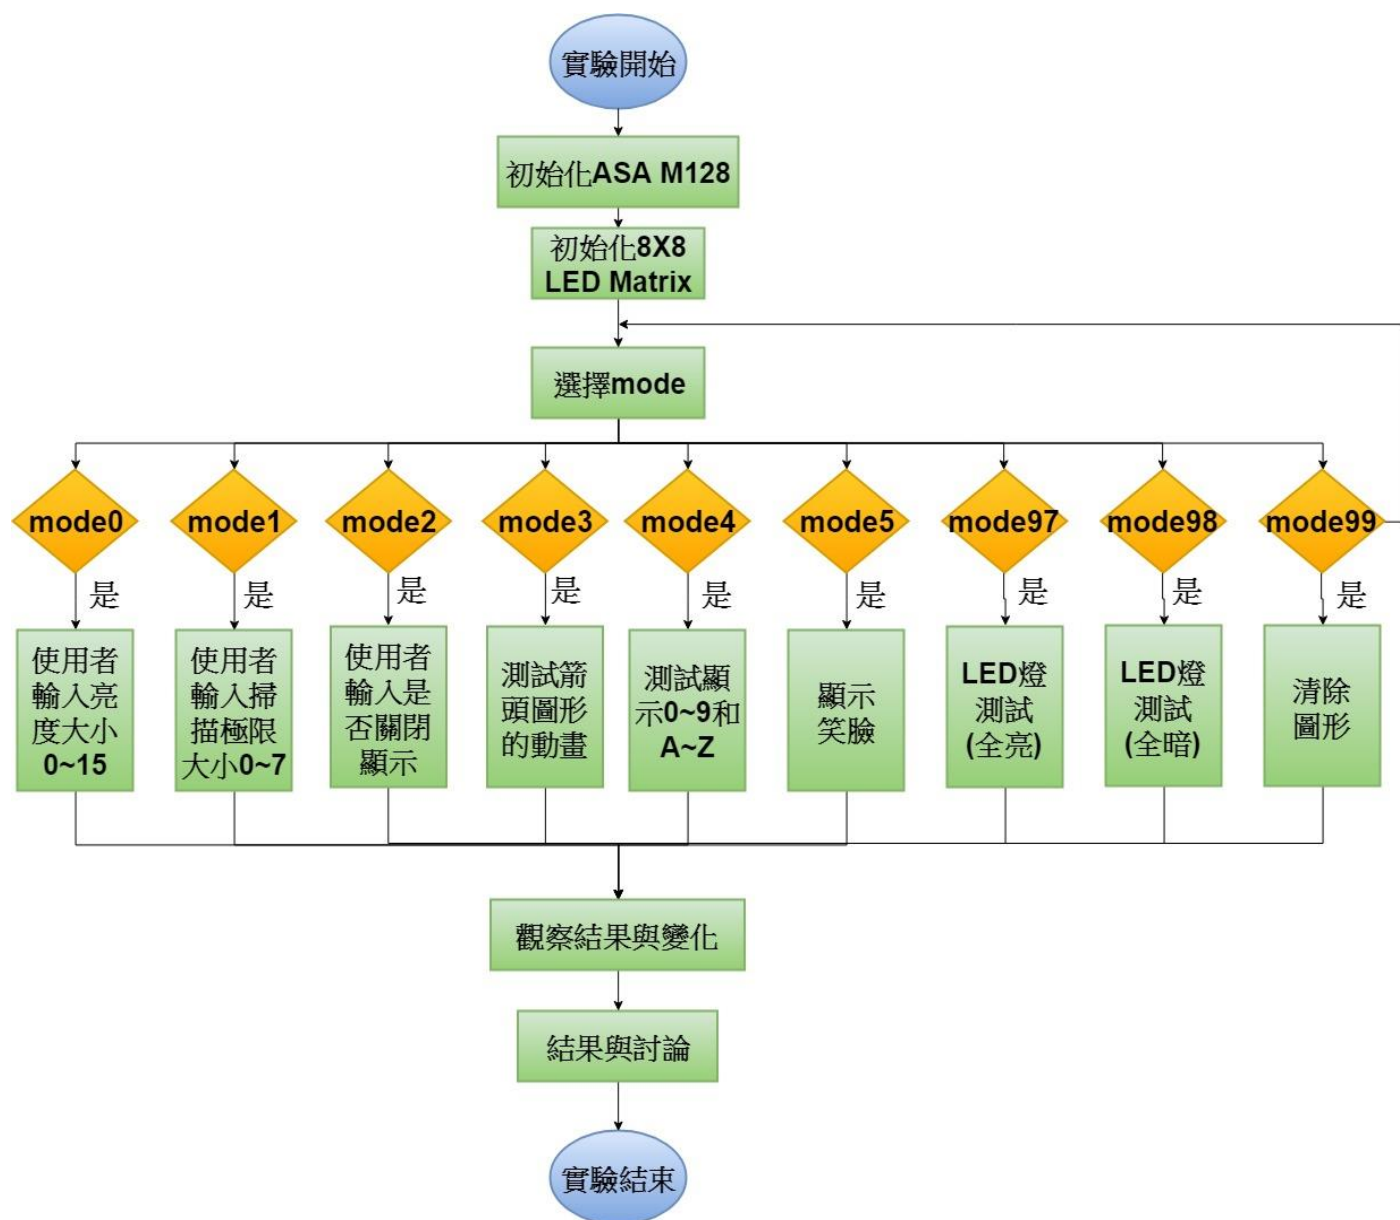 實驗開始
初始化ASA M128
初始化8X8
LED Matrix
選擇mode
mode0
mode1
mode2
mode3
mode4
mode5
mode97
mode98
mode99
是
是
是
是
是
是
是
是
是
使用者
輸入亮
度大小
0~15
使用者
輸入掃
描極限
大小0~7
使用者
輸入是
否關閉
顯示
測試箭
頭圖形
的動畫
測試顯
示0~9和
A~Z
顯示
笑臉
LED燈
測試
(全亮)
LED燈
測試
(全暗)
清除
圖形
觀察結果與變化
結果與討論
實驗結束